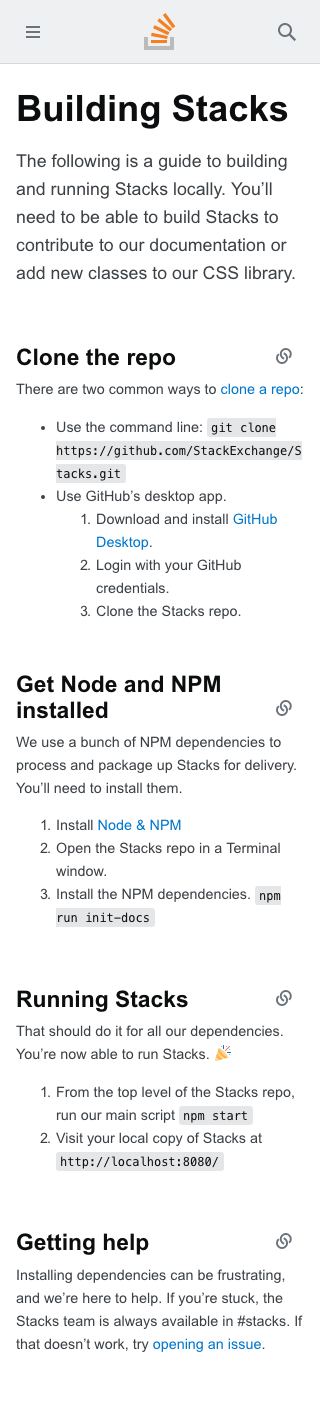 Building Stacks
The following is a guide to building
and running Stacks locally. You’ll
need to be able to build Stacks to
contribute to our documentation or
add new classes to our CSS library.
Clone the repo
There are two common ways to clone a repo:
• Use the command line: git clone
https://github.com/StackExchange/S
tacks.git
• Use GitHub’s desktop app.
1. Download and install GitHub
Desktop.
2. Login with your GitHub
credentials.
3. Clone the Stacks repo.
Get Node and NPM
installed
We use a bunch of NPM dependencies to
process and package up Stacks for delivery.
You’ll need to install them.
1. Install Node & NPM
2. Open the Stacks repo in a Terminal
window.
3. Install the NPM dependencies. npm
run init-docs
Running Stacks
That should do it for all our dependencies.
You’re now able to run Stacks. 🎉
1. From the top level of the Stacks repo,
run our main script npm start
2. Visit your local copy of Stacks at
http://localhost:8080/
Getting help
Installing dependencies can be frustrating,
and we’re here to help. If you’re stuck, the
Stacks team is always available in #stacks. If
that doesn’t work, try opening an issue.